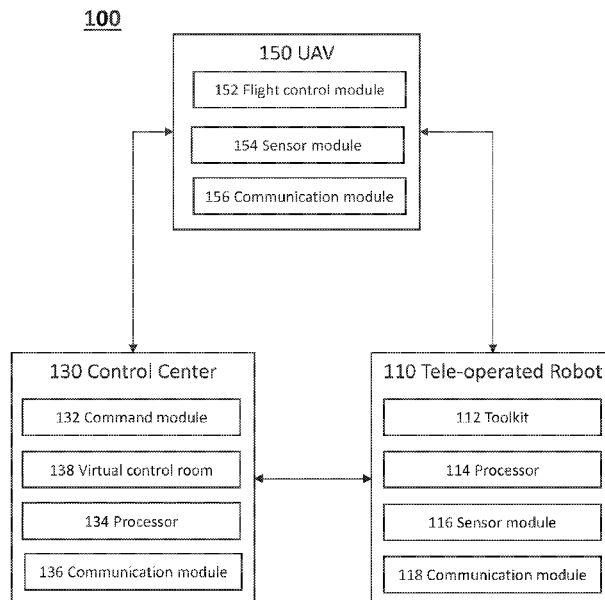 100
150 UAV
152 Flight control module
154 Sensor module
156 Communication module
130 Control Center
132 Command module
138 Virtual control room
134 Processor
136 Communication module
110 Tele-operated Robot
112 Toolkit
114 Processor
116 Sensor module
118 Communication module